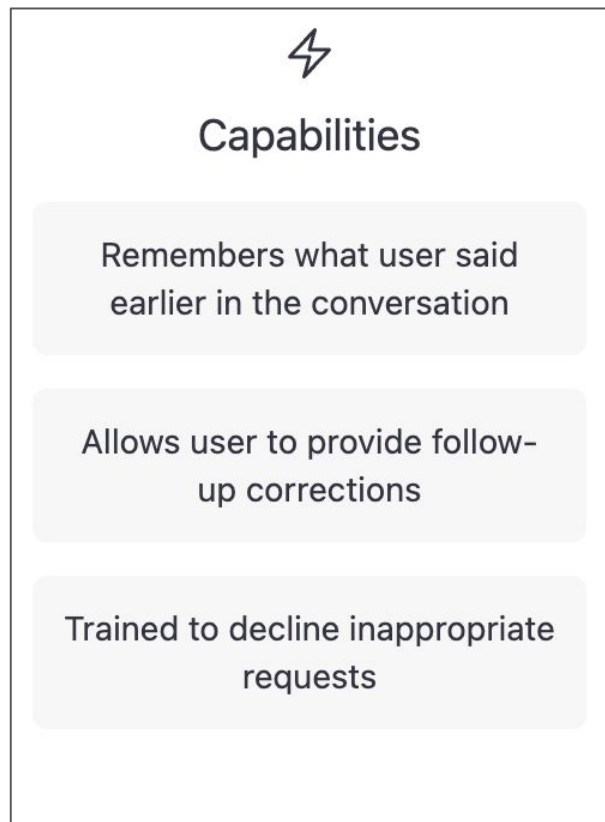 Capabilities
Remembers what user said
earlier in the conversation
Allows user to provide follow-
up corrections
Trained to decline inappropriate
requests